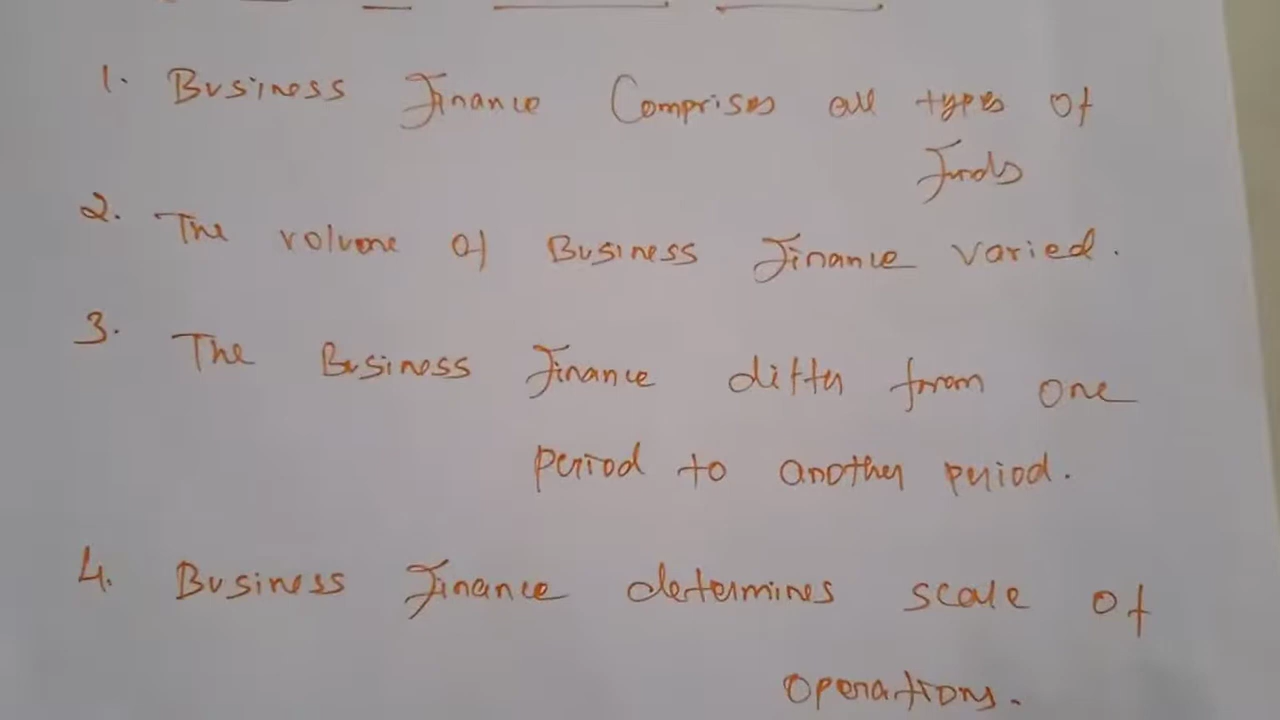 1. Business Finance Comprises all types of
Funds
2. The volume of Business Finance varied.
3. The Business Finance differ from one
period to another period.
4. Business Finance determines scale of
operations.